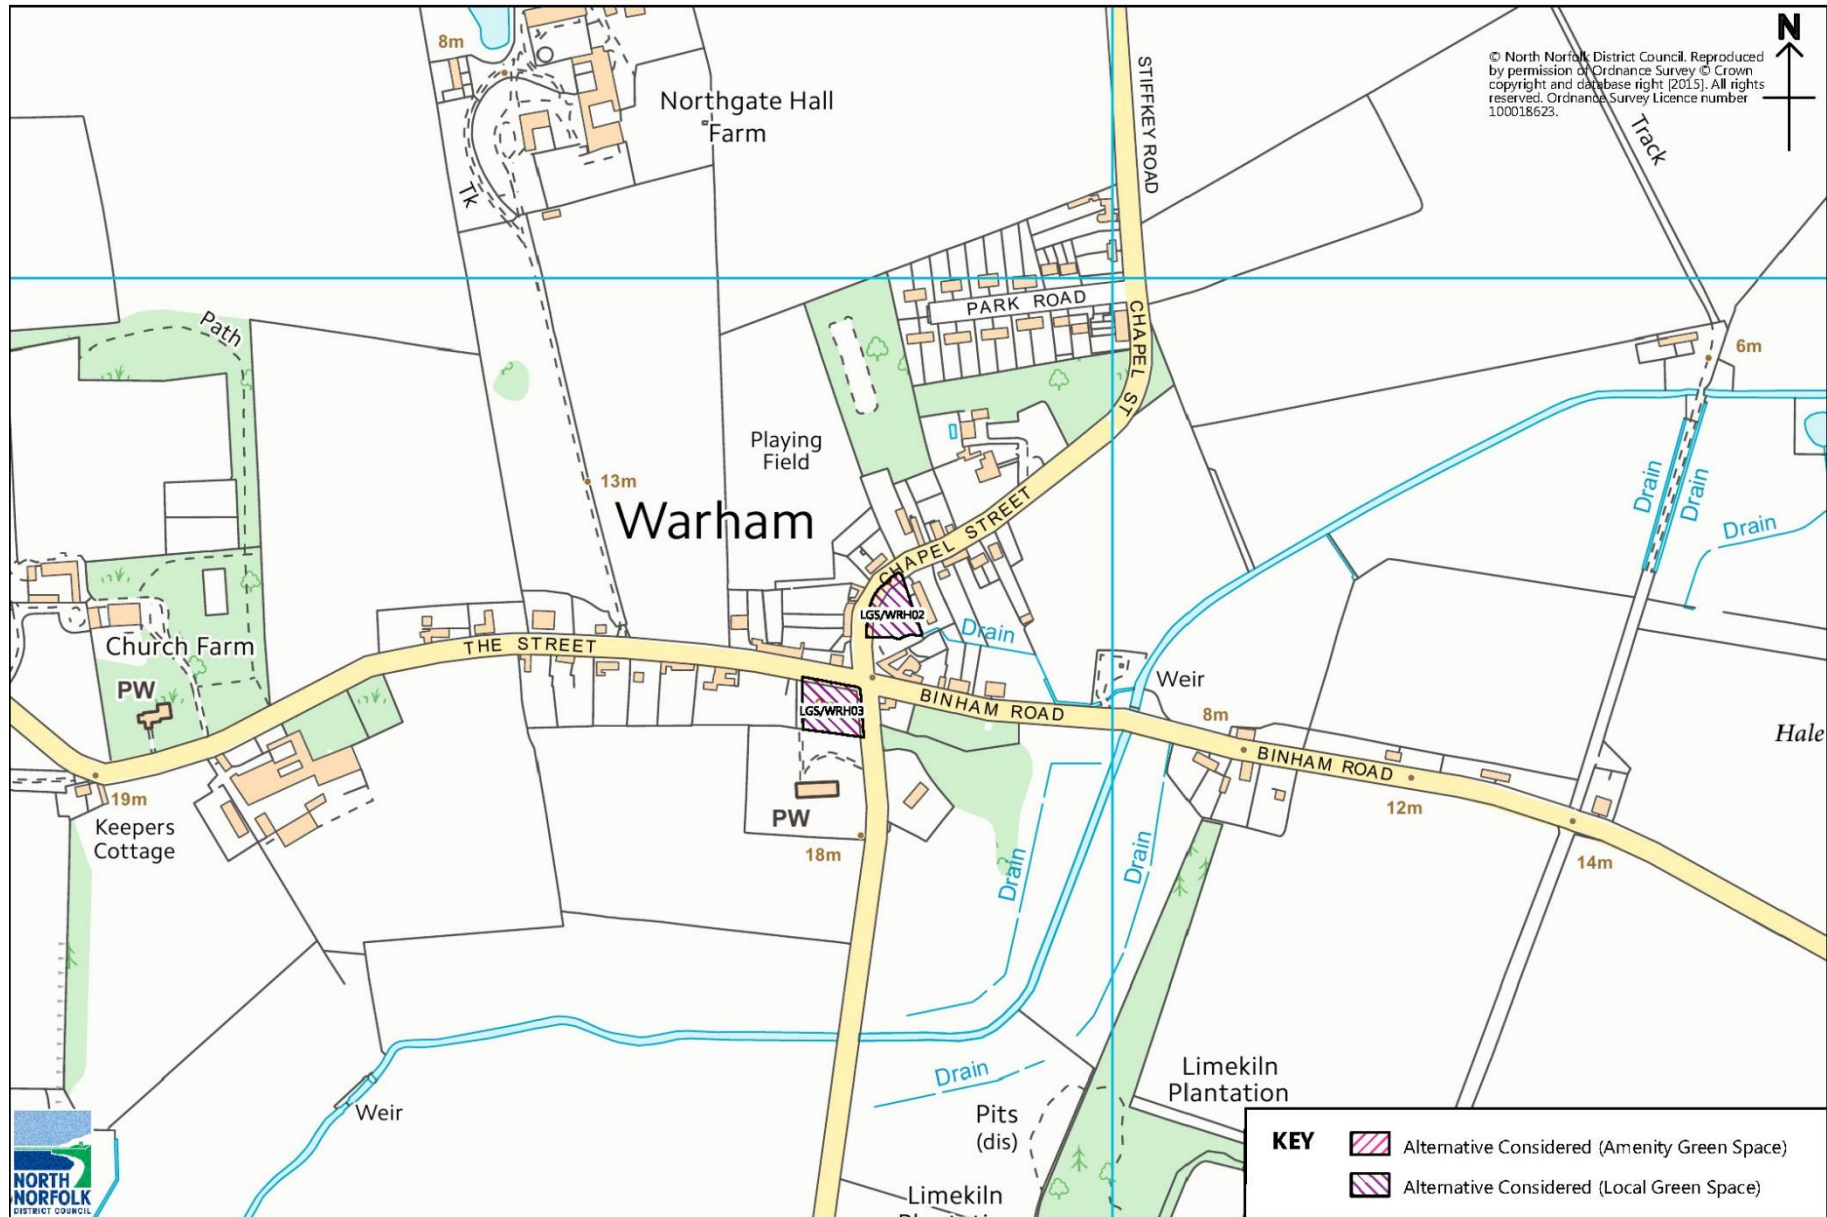 8m
Northgate Hall
Farm
Tk
STIFFKEY ROAD
© North Norfolk District Council. Reproduced
by permission of Ordnance Survey © Crown
copyright and database right [2015]. All rights
reserved. Ordnance Survey Licence number
100018623.
N
Track
Path
PARK ROAD
CHAPEL ST
6m
Playing
Field
13m
Warham
CHAPEL STREET
Drain
Drain
Drain
LGS/WRH02
Drain
Church Farm
PW
THE STREET
LGS/WRH03
BINHAM ROAD
Weir
8m
BINHAM ROAD
Hale
19m
Keepers
Cottage
PW
18m
12m
14m
Drain
Drain
Drain
Weir
Pits
(dis)
Limekiln
Plantation
Limekiln
KEY
Alternative Considered (Amenity Green Space)
Alternative Considered (Local Green Space)
NORTH
NORFOLK
DISTRICT COUNCIL